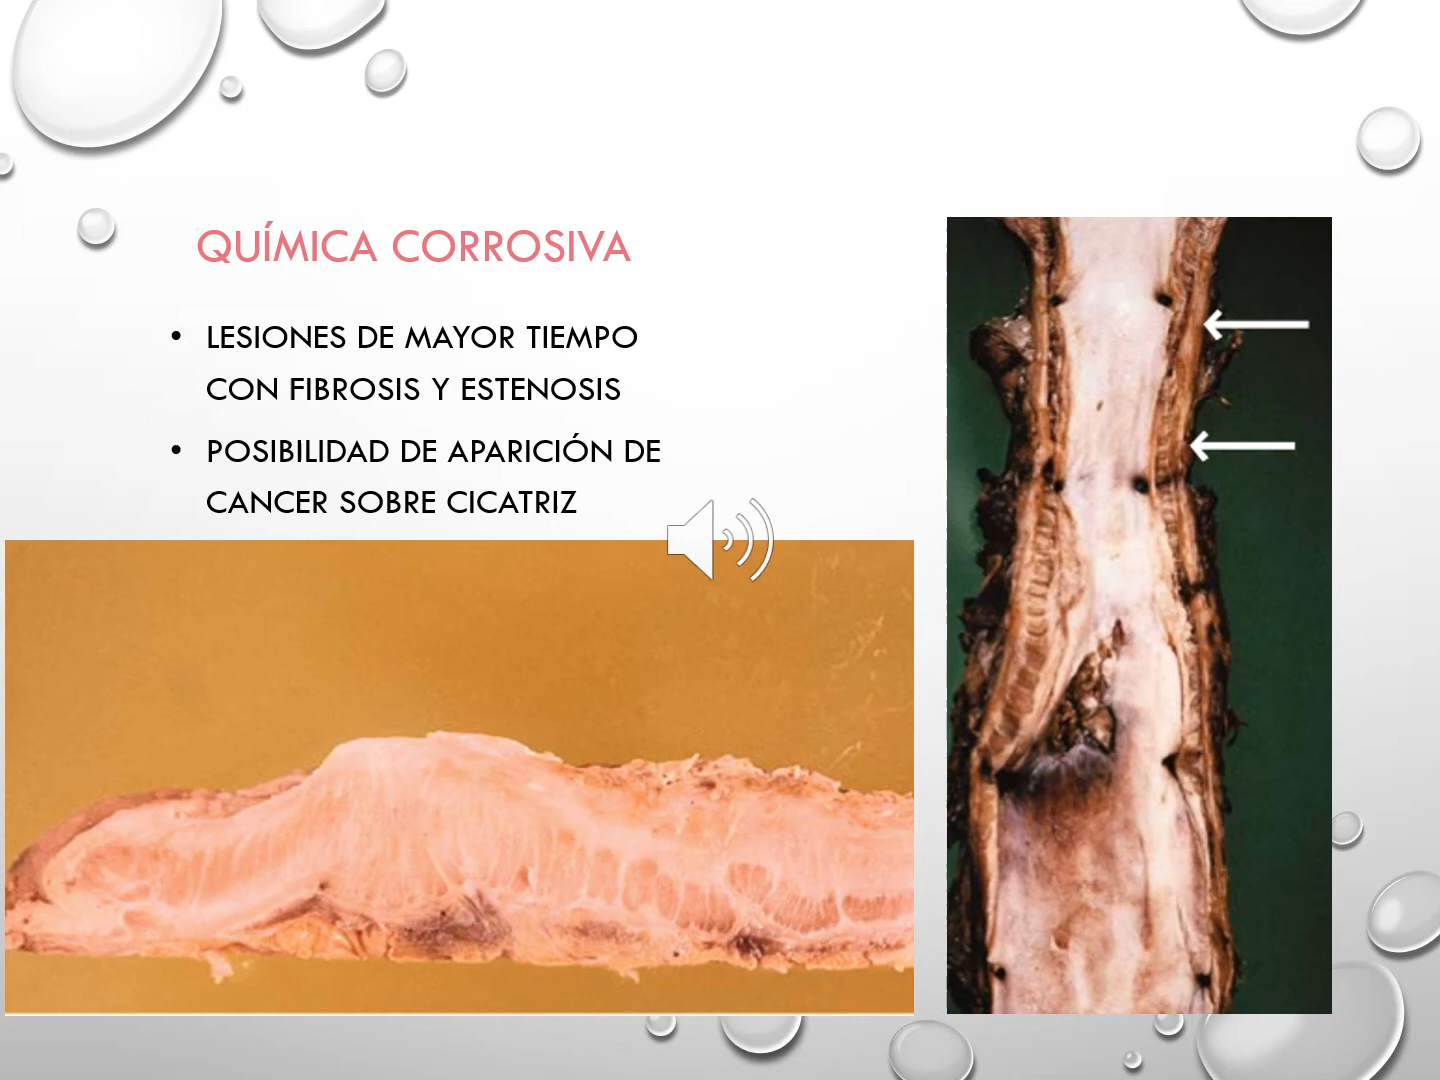 QUÍMICA CORROSIVA
• LESIONES DE MAYOR TIEMPO
CON FIBROSIS Y ESTENOSIS
• POSIBILIDAD DE APARICIÓN DE
CANCER SOBRE CICATRIZ